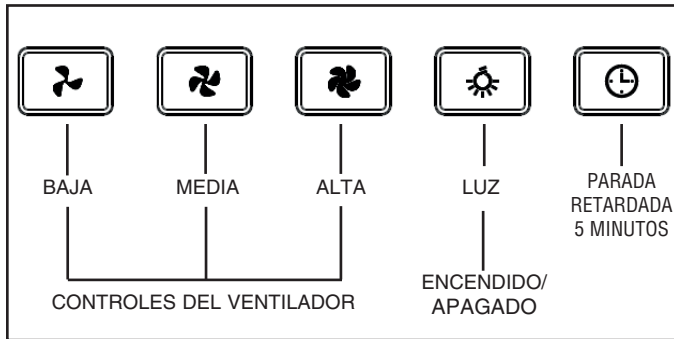 BAJA
MEDIA
ALTA
LUZ
PARADA
RETARDADA
5 MINUTOS
CONTROLES DEL VENTILADOR
ENCENDIDO/
APAGADO